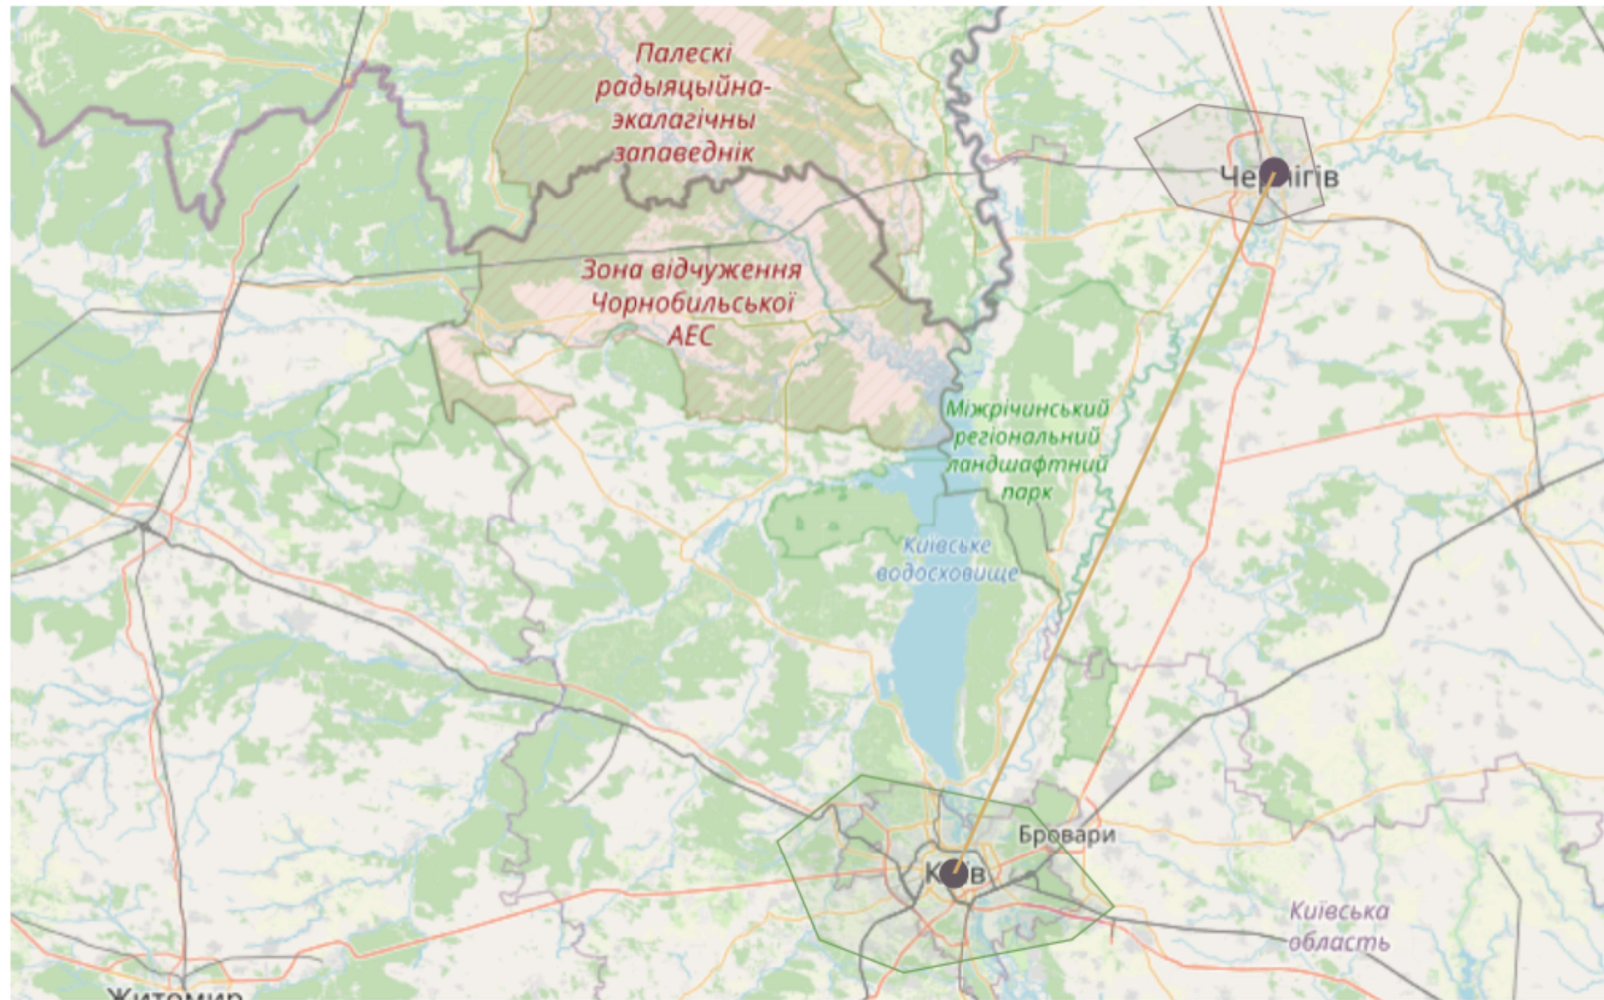 Палескі
радыяцыйна-
экалагічны
запаведнік
Чернігів
Зона відчуження
Чорнобильської
АЕС
Міжрічинський
регіональний
ландшафтний
парк
Київське
водосховище
Бровари
Київ
Київська
область
Житомир